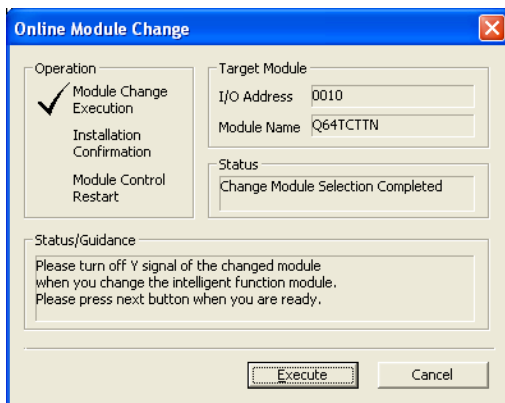 Online Module Change
Operation
Module Change
Execution
Installation
Confirmation
Module Control
Restart
Target Module
I/O Address 0010
Module Name Q64TCTTN
Status
Change Module Selection Completed
Status/Guidance
Please turn off Y signal of the changed module
when you change the intelligent function module.
Please press next button when you are ready.
Execute
Cancel